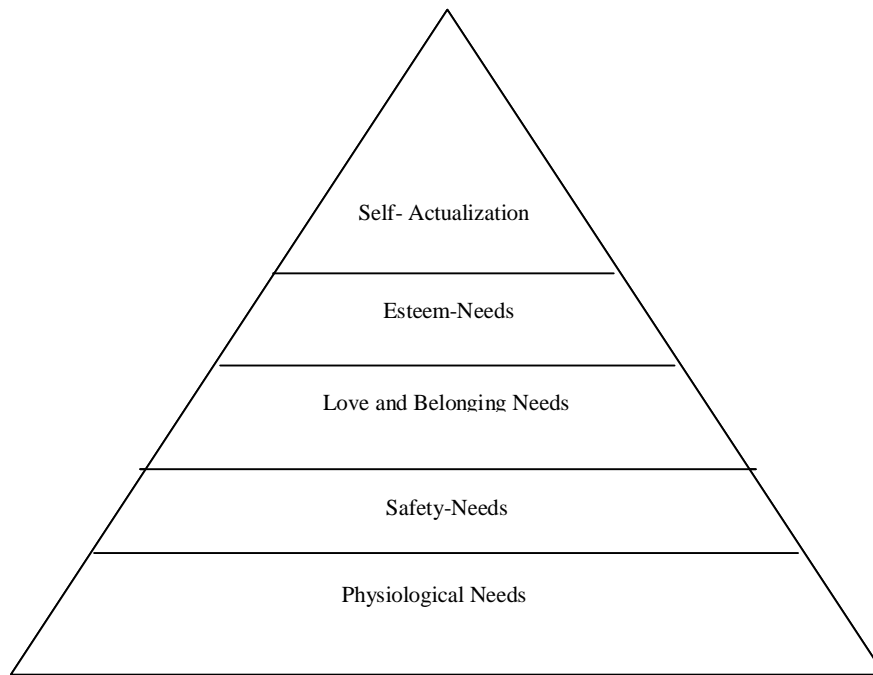 Self- Actualization
Esteem-Needs
Love and Belonging Needs
Safety-Needs
Physiological Needs